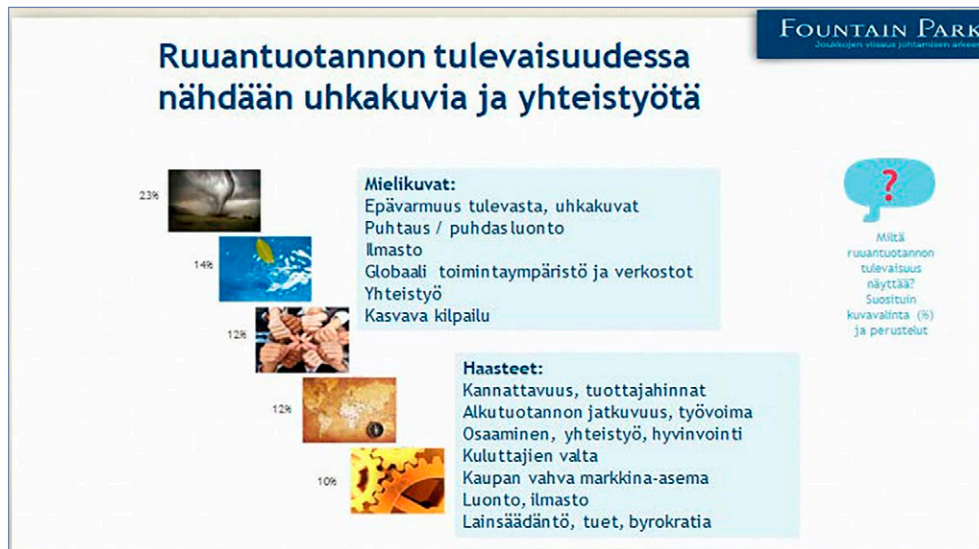 FOUNTAIN PARK
Joukkojen viisaus johtamisen arkeen
Ruuantuotannon tulevaisuudessa
nähdään uhkakuvia ja yhteistyötä
23%
14%
12%
12%
10%
Mielikuvat:
Epävarmuus tulevasta, uhkakuvat
Puhtaus / puhdasluonto
Ilmasto
Globaali toimintaympäristö ja verkostot
Yhteistyö
Kasvava kilpailu
Haasteet:
Kannattavuus, tuottajahinnat
Alkutuotannon jatkuvuus, työvoima
Osaaminen, yhteistyö, hyvinvointi
Kuluttajien valta
Kaupan vahva markkina-asema
Luonto, ilmasto
Lainsäädäntö, tuet, byrokratia
?
Miltä
ruuantuotannon
tulevaisuus
näyttää?
Suosituin
kuvavalinta (%)
ja perustelut